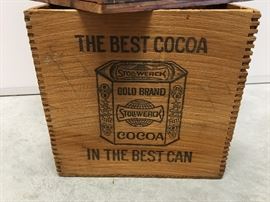 THE BEST COCOA
STOLLWERCK
GOLD BRAND
STOLLWERCK
COCOA
IN THE BEST CAN